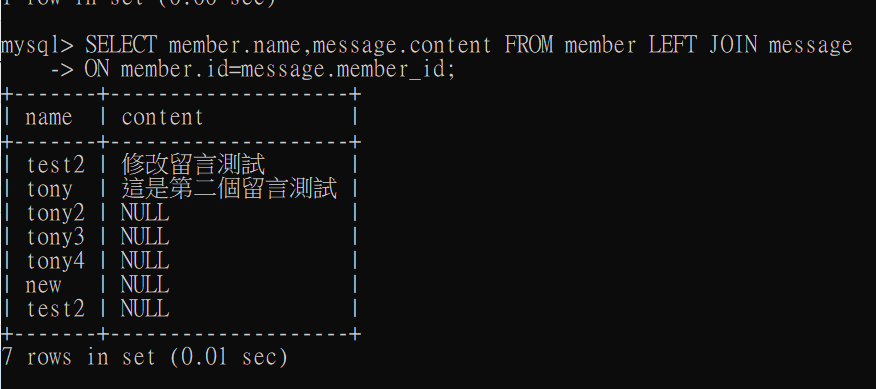 1 row in set (0.00 sec)
mysql> SELECT member.name,message.content FROM member LEFT JOIN message
    -> ON member.id=message.member_id;
+-------+--------------------+
| name  | content            |
+-------+--------------------+
| test2 | 修改留言測試       |
| tony  | 這是第二個留言測試 |
| tony2 | NULL               |
| tony3 | NULL               |
| tony4 | NULL               |
| new   | NULL               |
| test2 | NULL               |
+-------+--------------------+
7 rows in set (0.01 sec)